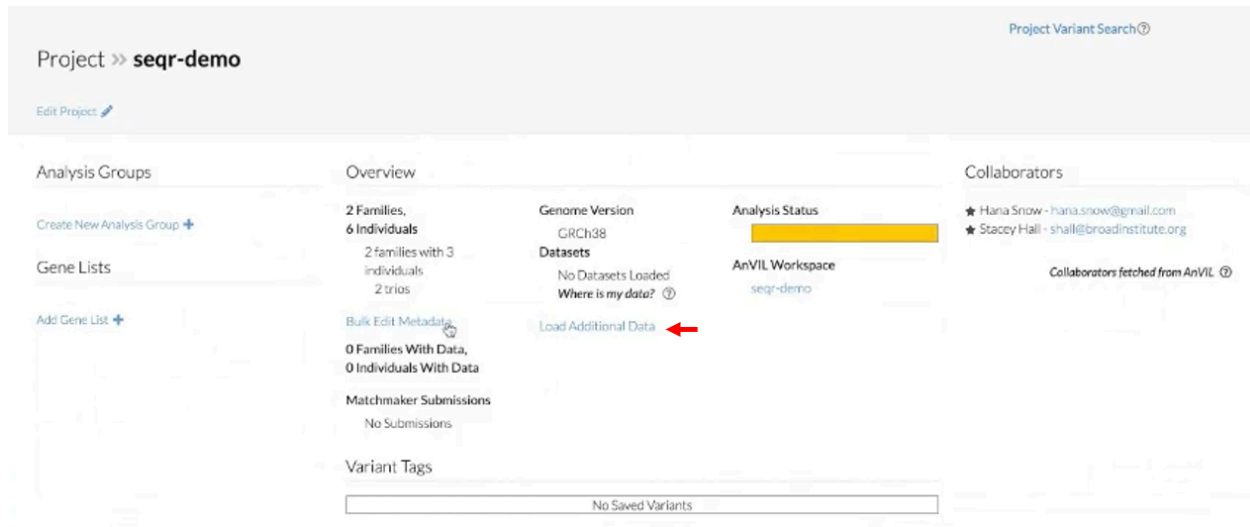 Project Variant Search ?
Project » seqr-demo
Edit Project
Analysis Groups
Create New Analysis Group +
Gene Lists
Add Gene List +
Overview
2 Families,
6 Individuals
2 families with 3
individuals
2 trios
Bulk Edit Metadata
0 Families With Data,
0 Individuals With Data
Matchmaker Submissions
No Submissions
Genome Version
GRCh38
Datasets
No Datasets Loaded
Where is my data? ?
Load Additional Data
Analysis Status
AnVIL Workspace
seqr-demo
Variant Tags
No Saved Variants
Collaborators
★ Hana Snow - hana.snow@gmail.com
★ Stacey Hall - shall@broadinstitute.org
Collaborators fetched from AnVIL ?